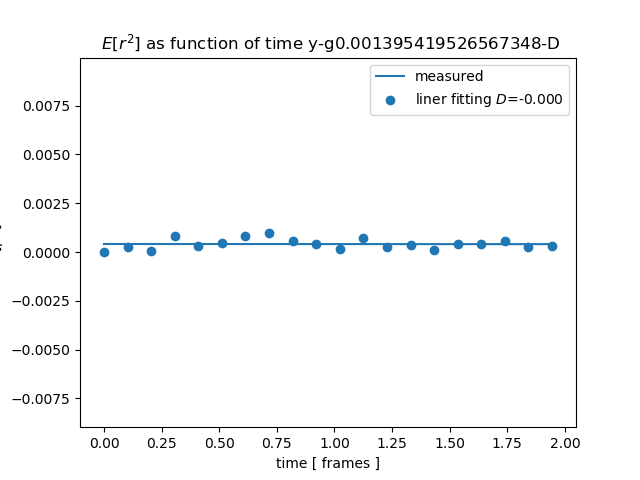 E[r²] as function of time y-g0.001395419526567348-D
measured
liner fitting D=-0.000
0.0075
0.0050
0.0025
0.0000
−0.0025
−0.0050
−0.0075
0.00 0.25 0.50 0.75 1.00 1.25 1.50 1.75 2.00
time [ frames ]